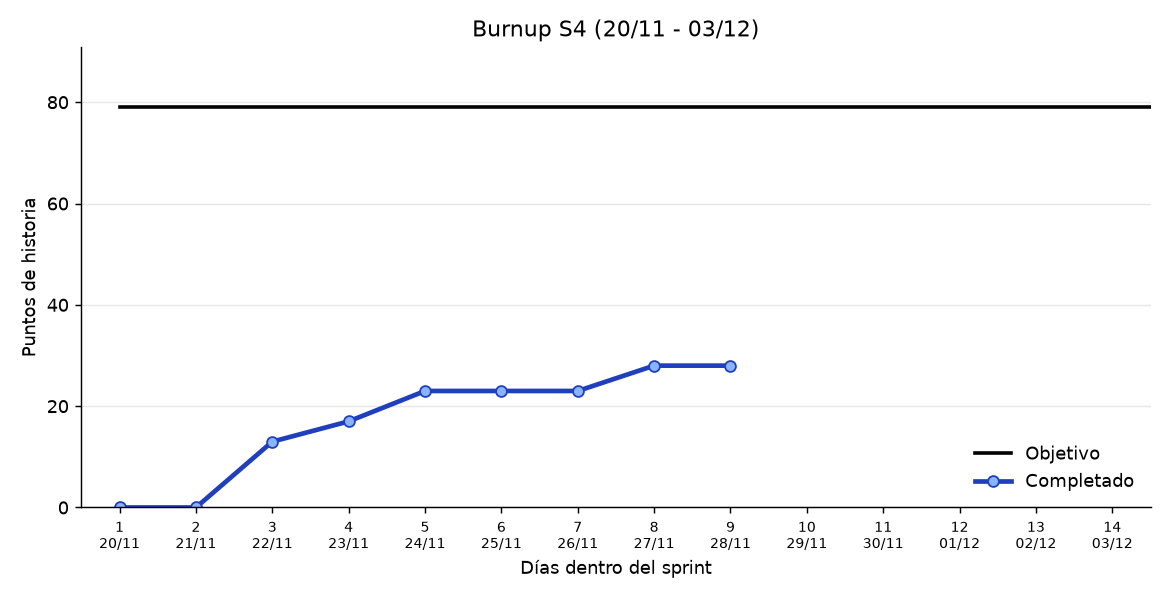 Burnup S4 (20/11 - 03/12)
Puntos de historia
80
60
40
20
0
Objetivo
Completado
1 2 3 4 5 6 7 8 9 10 11 12 13 14
20/11 21/11 22/11 23/11 24/11 25/11 26/11 27/11 28/11 29/11 30/11 01/12 02/12 03/12
Días dentro del sprint